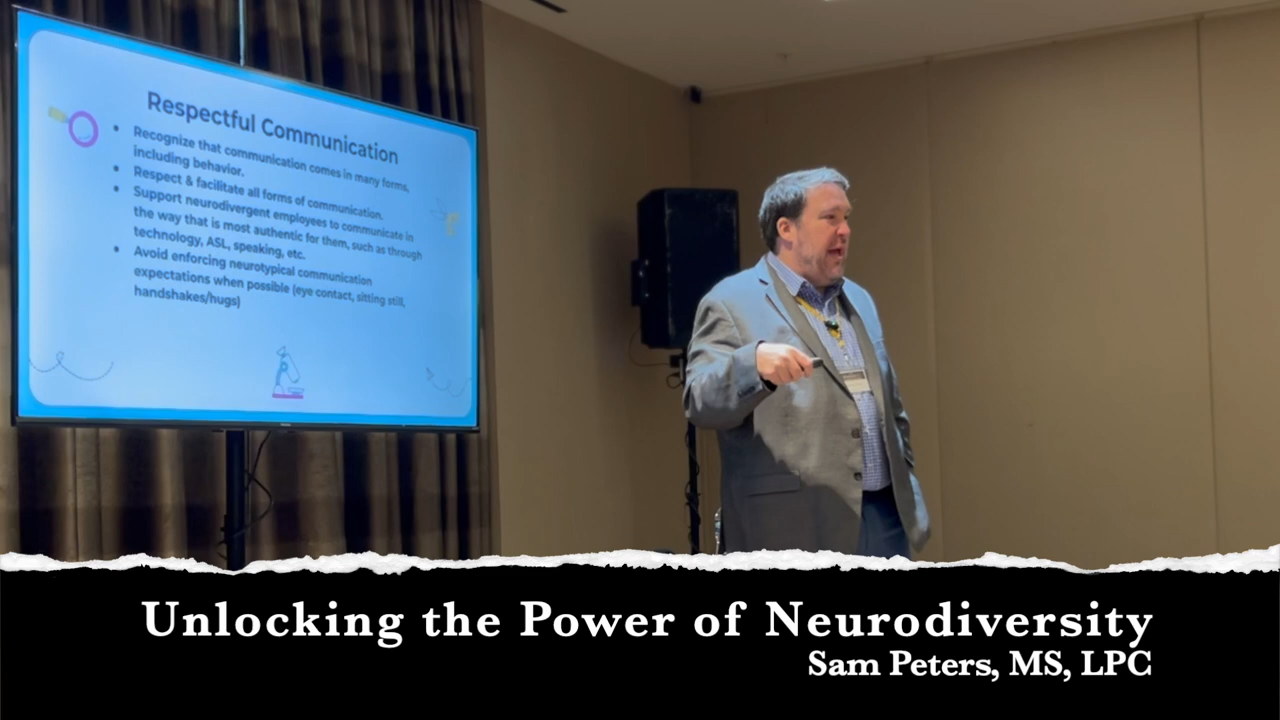 Respectful Communication
• Recognize that communication comes in many forms,
including behavior.
• Respect & facilitate all forms of communication.
• Support neurodivergent employees to communicate in
the way that is most authentic for them, such as through
technology, ASL, speaking, etc.
• Avoid enforcing neurotypical communication
expectations when possible (eye contact, sitting still,
handshakes/hugs)
Unlocking the Power of Neurodiversity
Sam Peters, MS, LPC